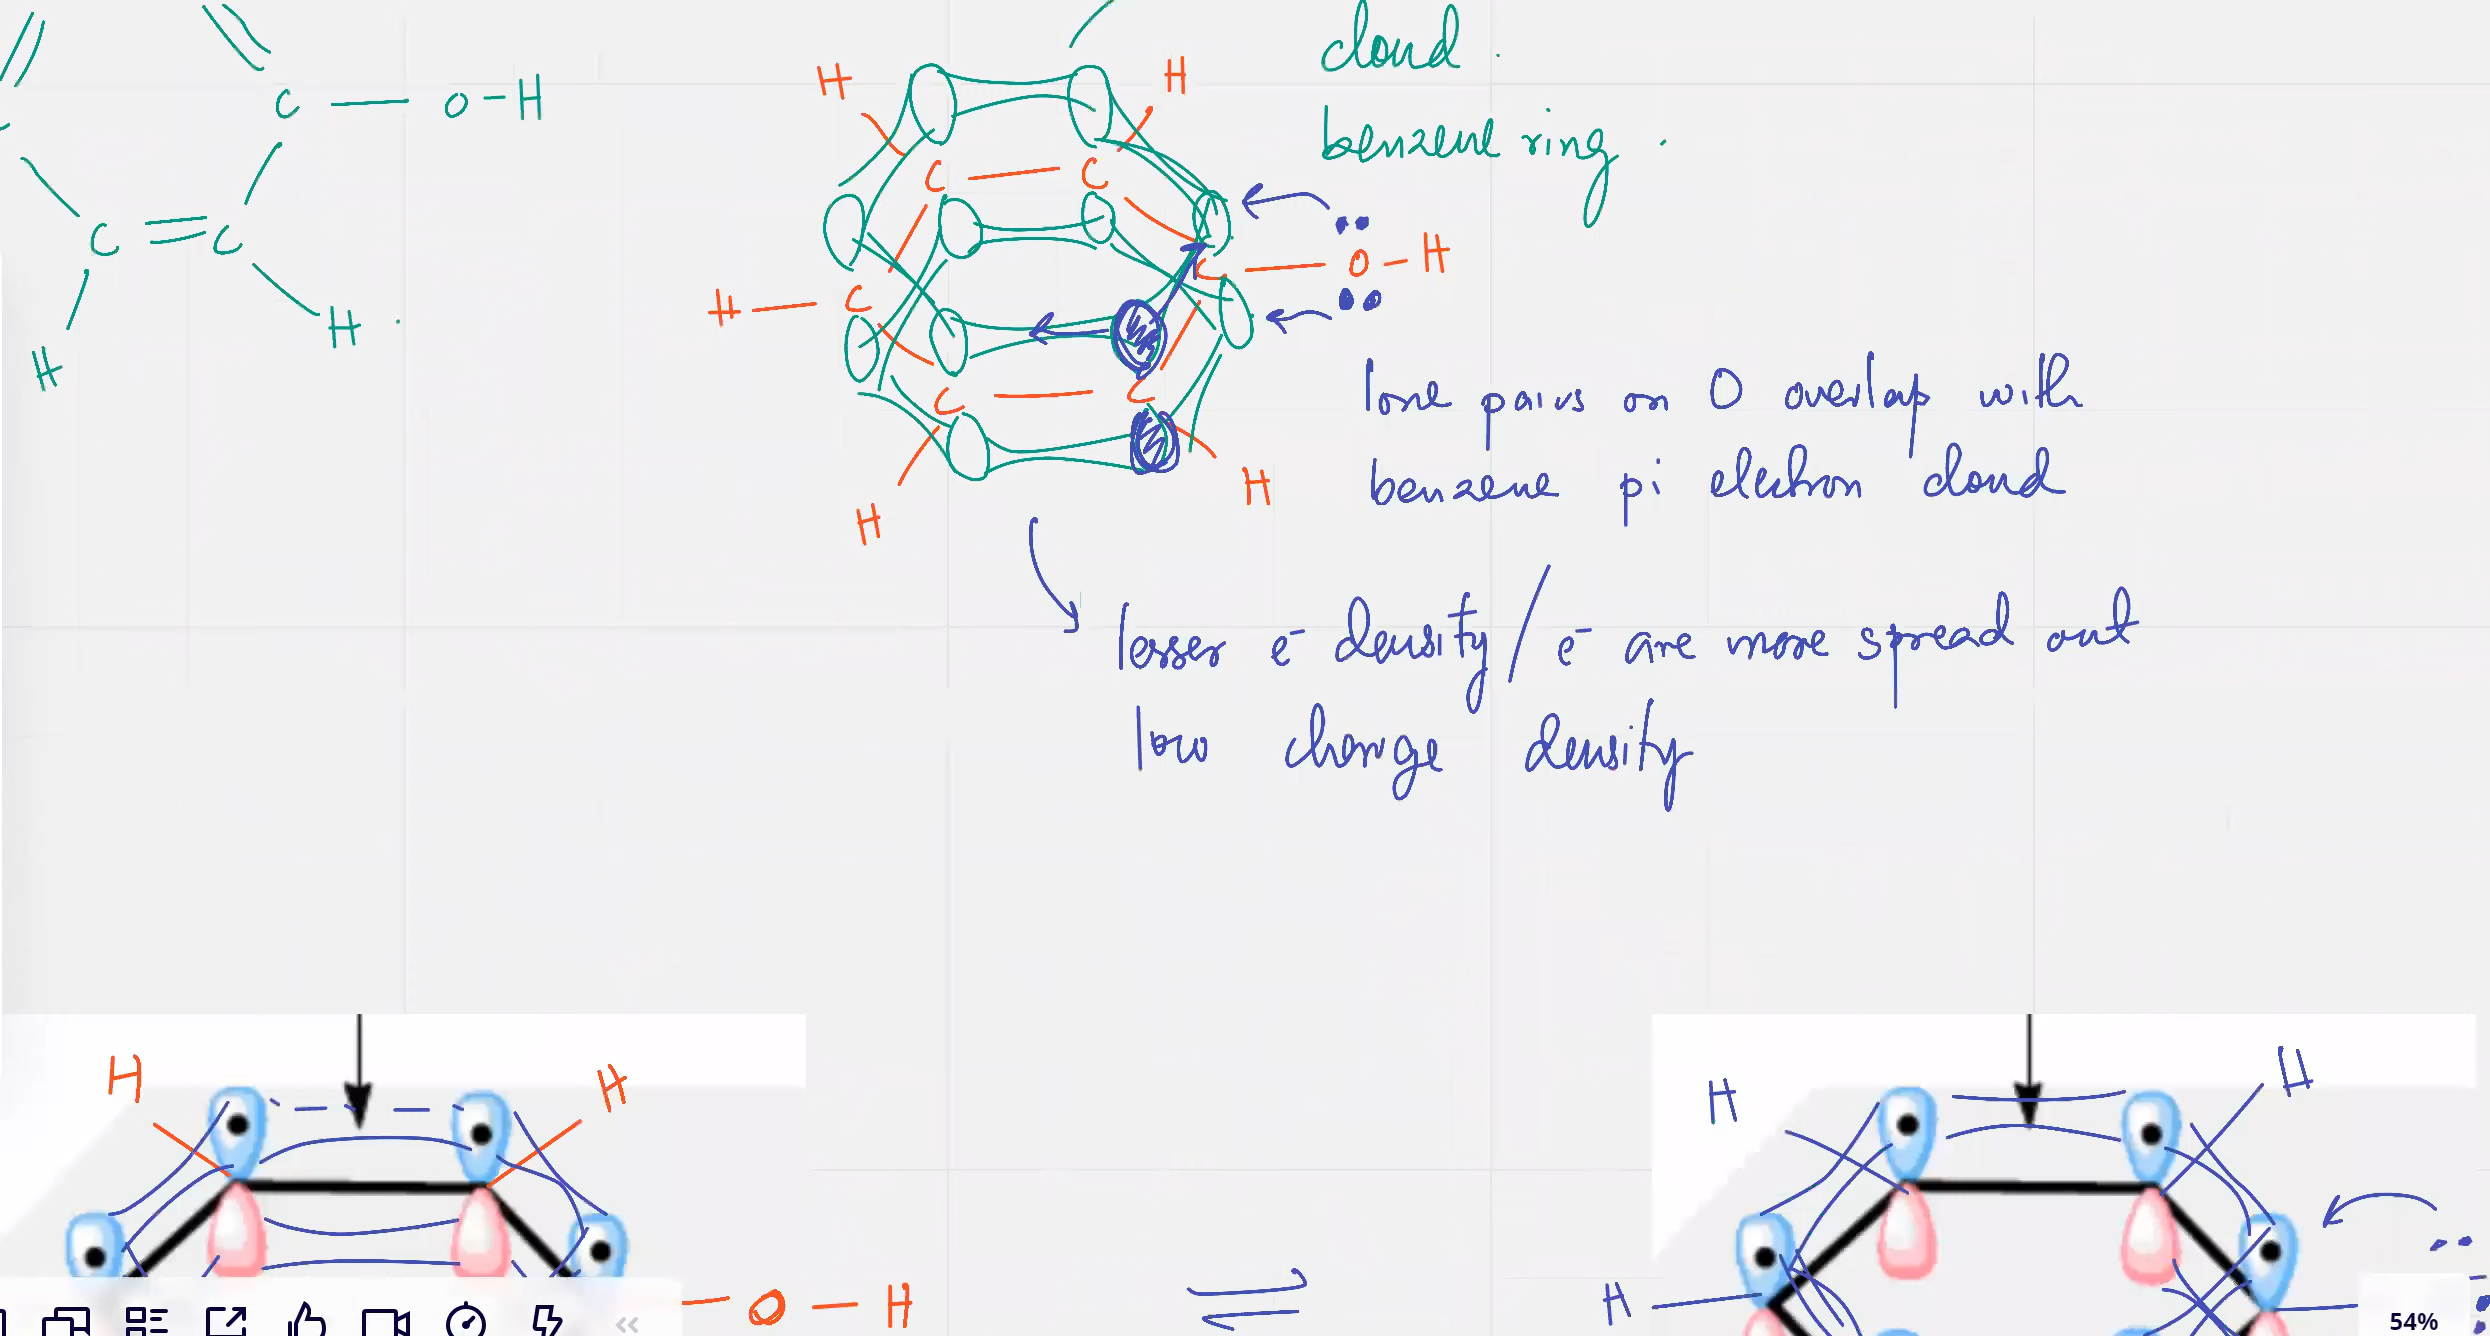 cloud.
benzene ring.
C — O - H
C = C
H
H
H
H
C — C
C — O - H
H — C
C — C
H
H
lone pairs on O overlap with
benzene pi electron cloud
lesser e⁻ density / e⁻ are more spread out
low charge density
H
H
H
H
H
O — H
54%